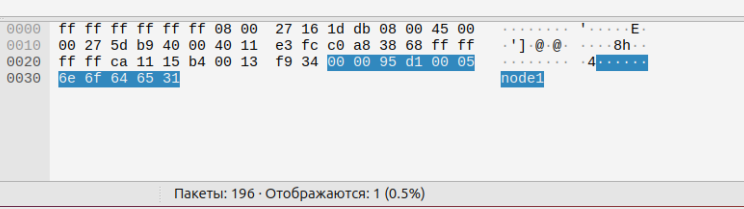 0000 ff ff ff ff ff ff 08 00 27 16 1d db 08 00 45 00 ········ '·····E·
0010 00 27 5d b9 40 00 40 11 e3 fc c0 a8 38 68 ff ff ·']·@·@· ····8h··
0020 ff ff ca 11 15 b4 00 13 f9 34 00 00 95 d1 00 05 ········ ·4······
0030 6e 6f 64 65 31 node1
Пакеты: 196 · Отображаются: 1 (0.5%)